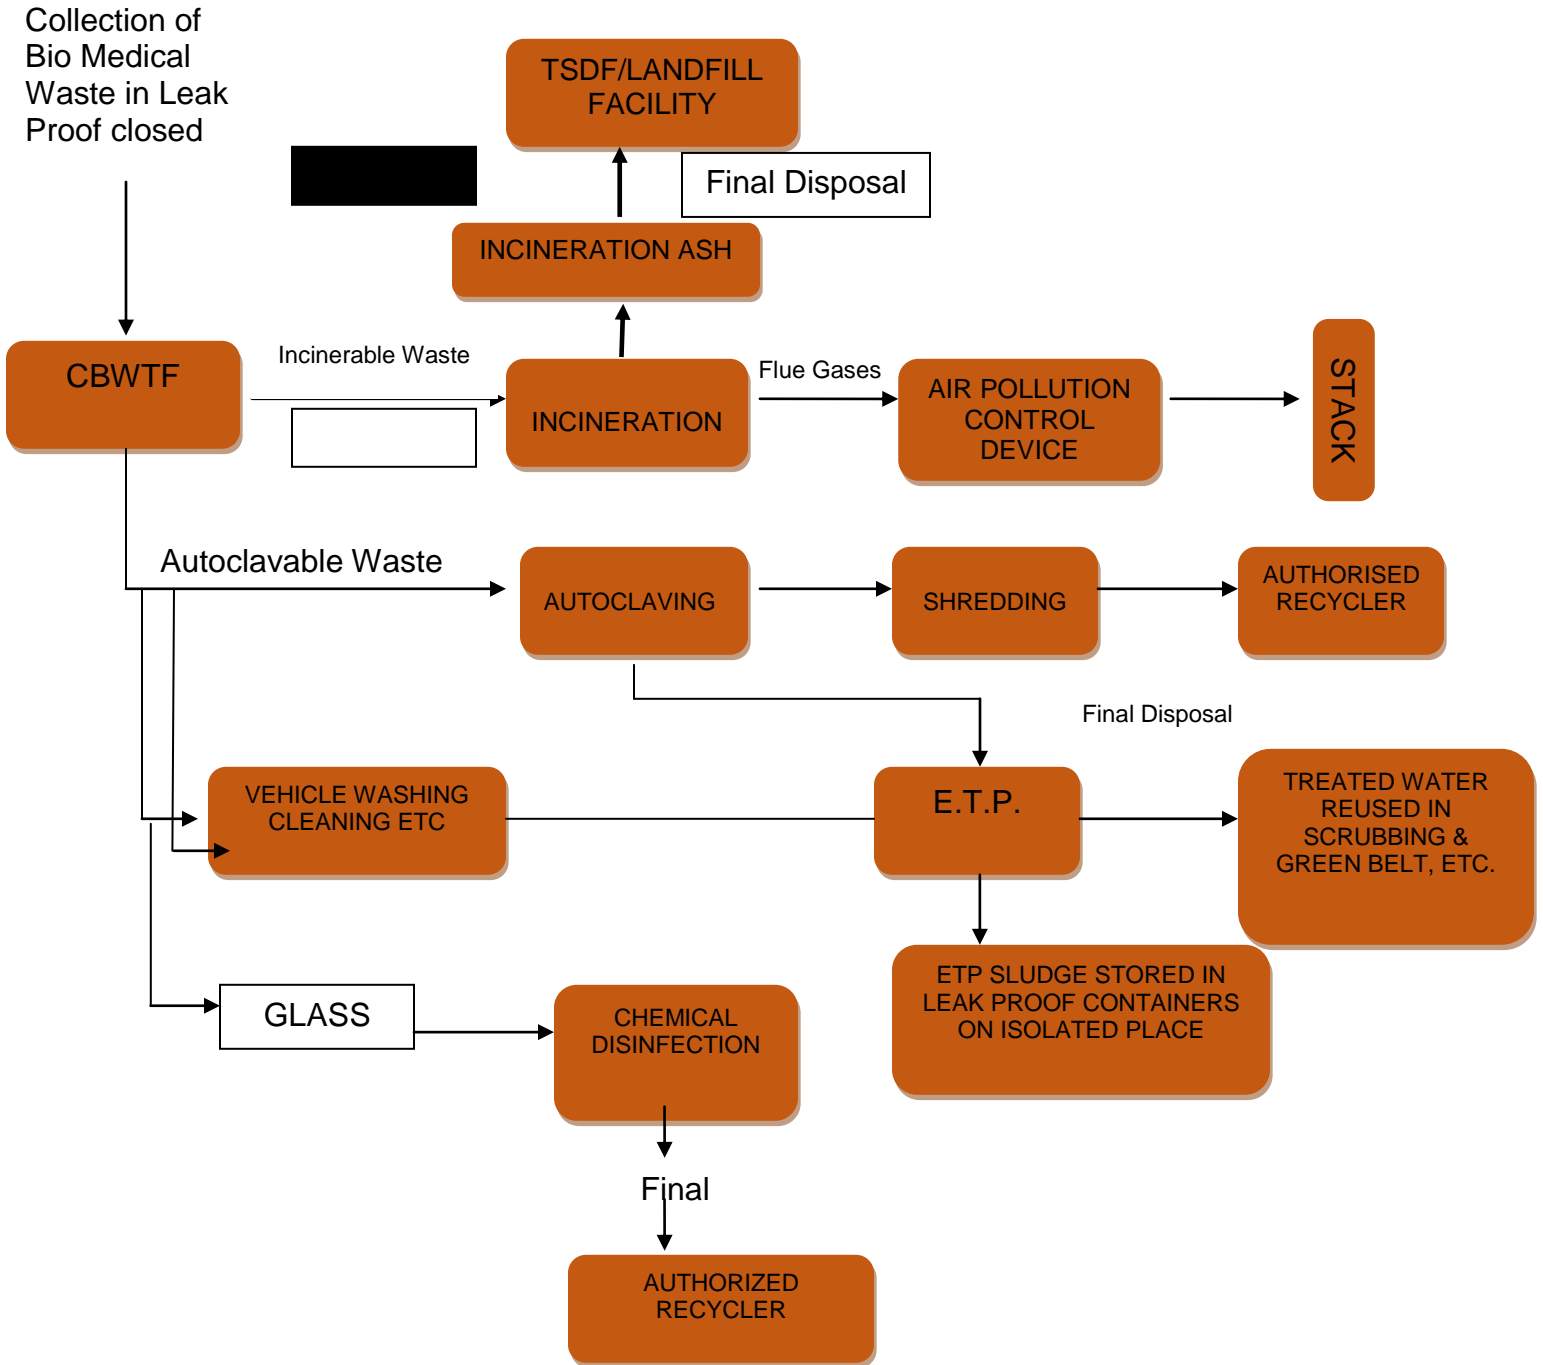 Collection of
Bio Medical
Waste in Leak
Proof closed
TSDF/LANDFILL
FACILITY
Final Disposal
INCINERATION ASH
CBWTF
Incinerable Waste
INCINERATION
Flue Gases
AIR POLLUTION
CONTROL
DEVICE
STACK
Autoclavable Waste
AUTOCLAVING
SHREDDING
AUTHORISED
RECYCLER
Final Disposal
VEHICLE WASHING
CLEANING ETC
E.T.P.
TREATED WATER
REUSED IN
SCRUBBING &
GREEN BELT, ETC.
ETP SLUDGE STORED IN
LEAK PROOF CONTAINERS
ON ISOLATED PLACE
GLASS
CHEMICAL
DISINFECTION
Final
AUTHORIZED
RECYCLER